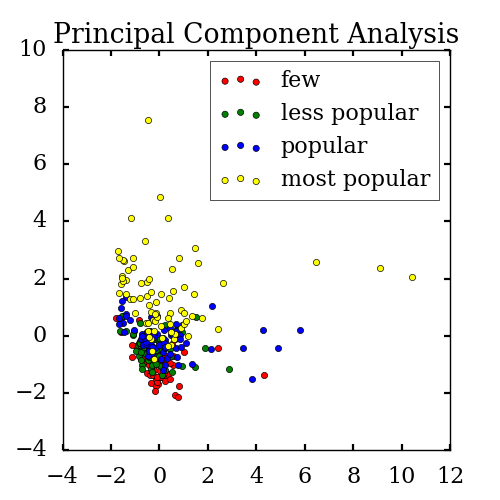 Principal Component Analysis
few
less popular
popular
most popular
10
8
6
4
2
0
−2
−4
−4 −2 0 2 4 6 8 10 12